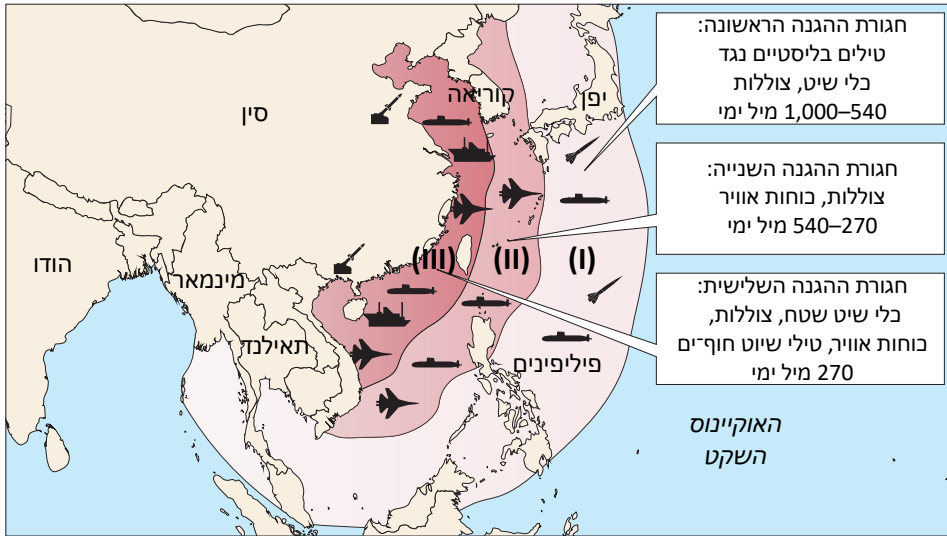 חגורת ההגנה הראשונה:
טילים בליסטיים נגד
כלי שיט, צוללות
540–1,000 מיל ימי
חגורת ההגנה השנייה:
צוללות, כוחות אוויר
270–540 מיל ימי
חגורת ההגנה השלישית:
כלי שיט שטח, צוללות,
כוחות אוויר, טילי שיוט חוף־ים
270 מיל ימי
יפן
קוריאה
סין
(I)
(II)
(III)
הודו
מינמאר
תאילנד
פיליפינים
האוקיינוס
השקט